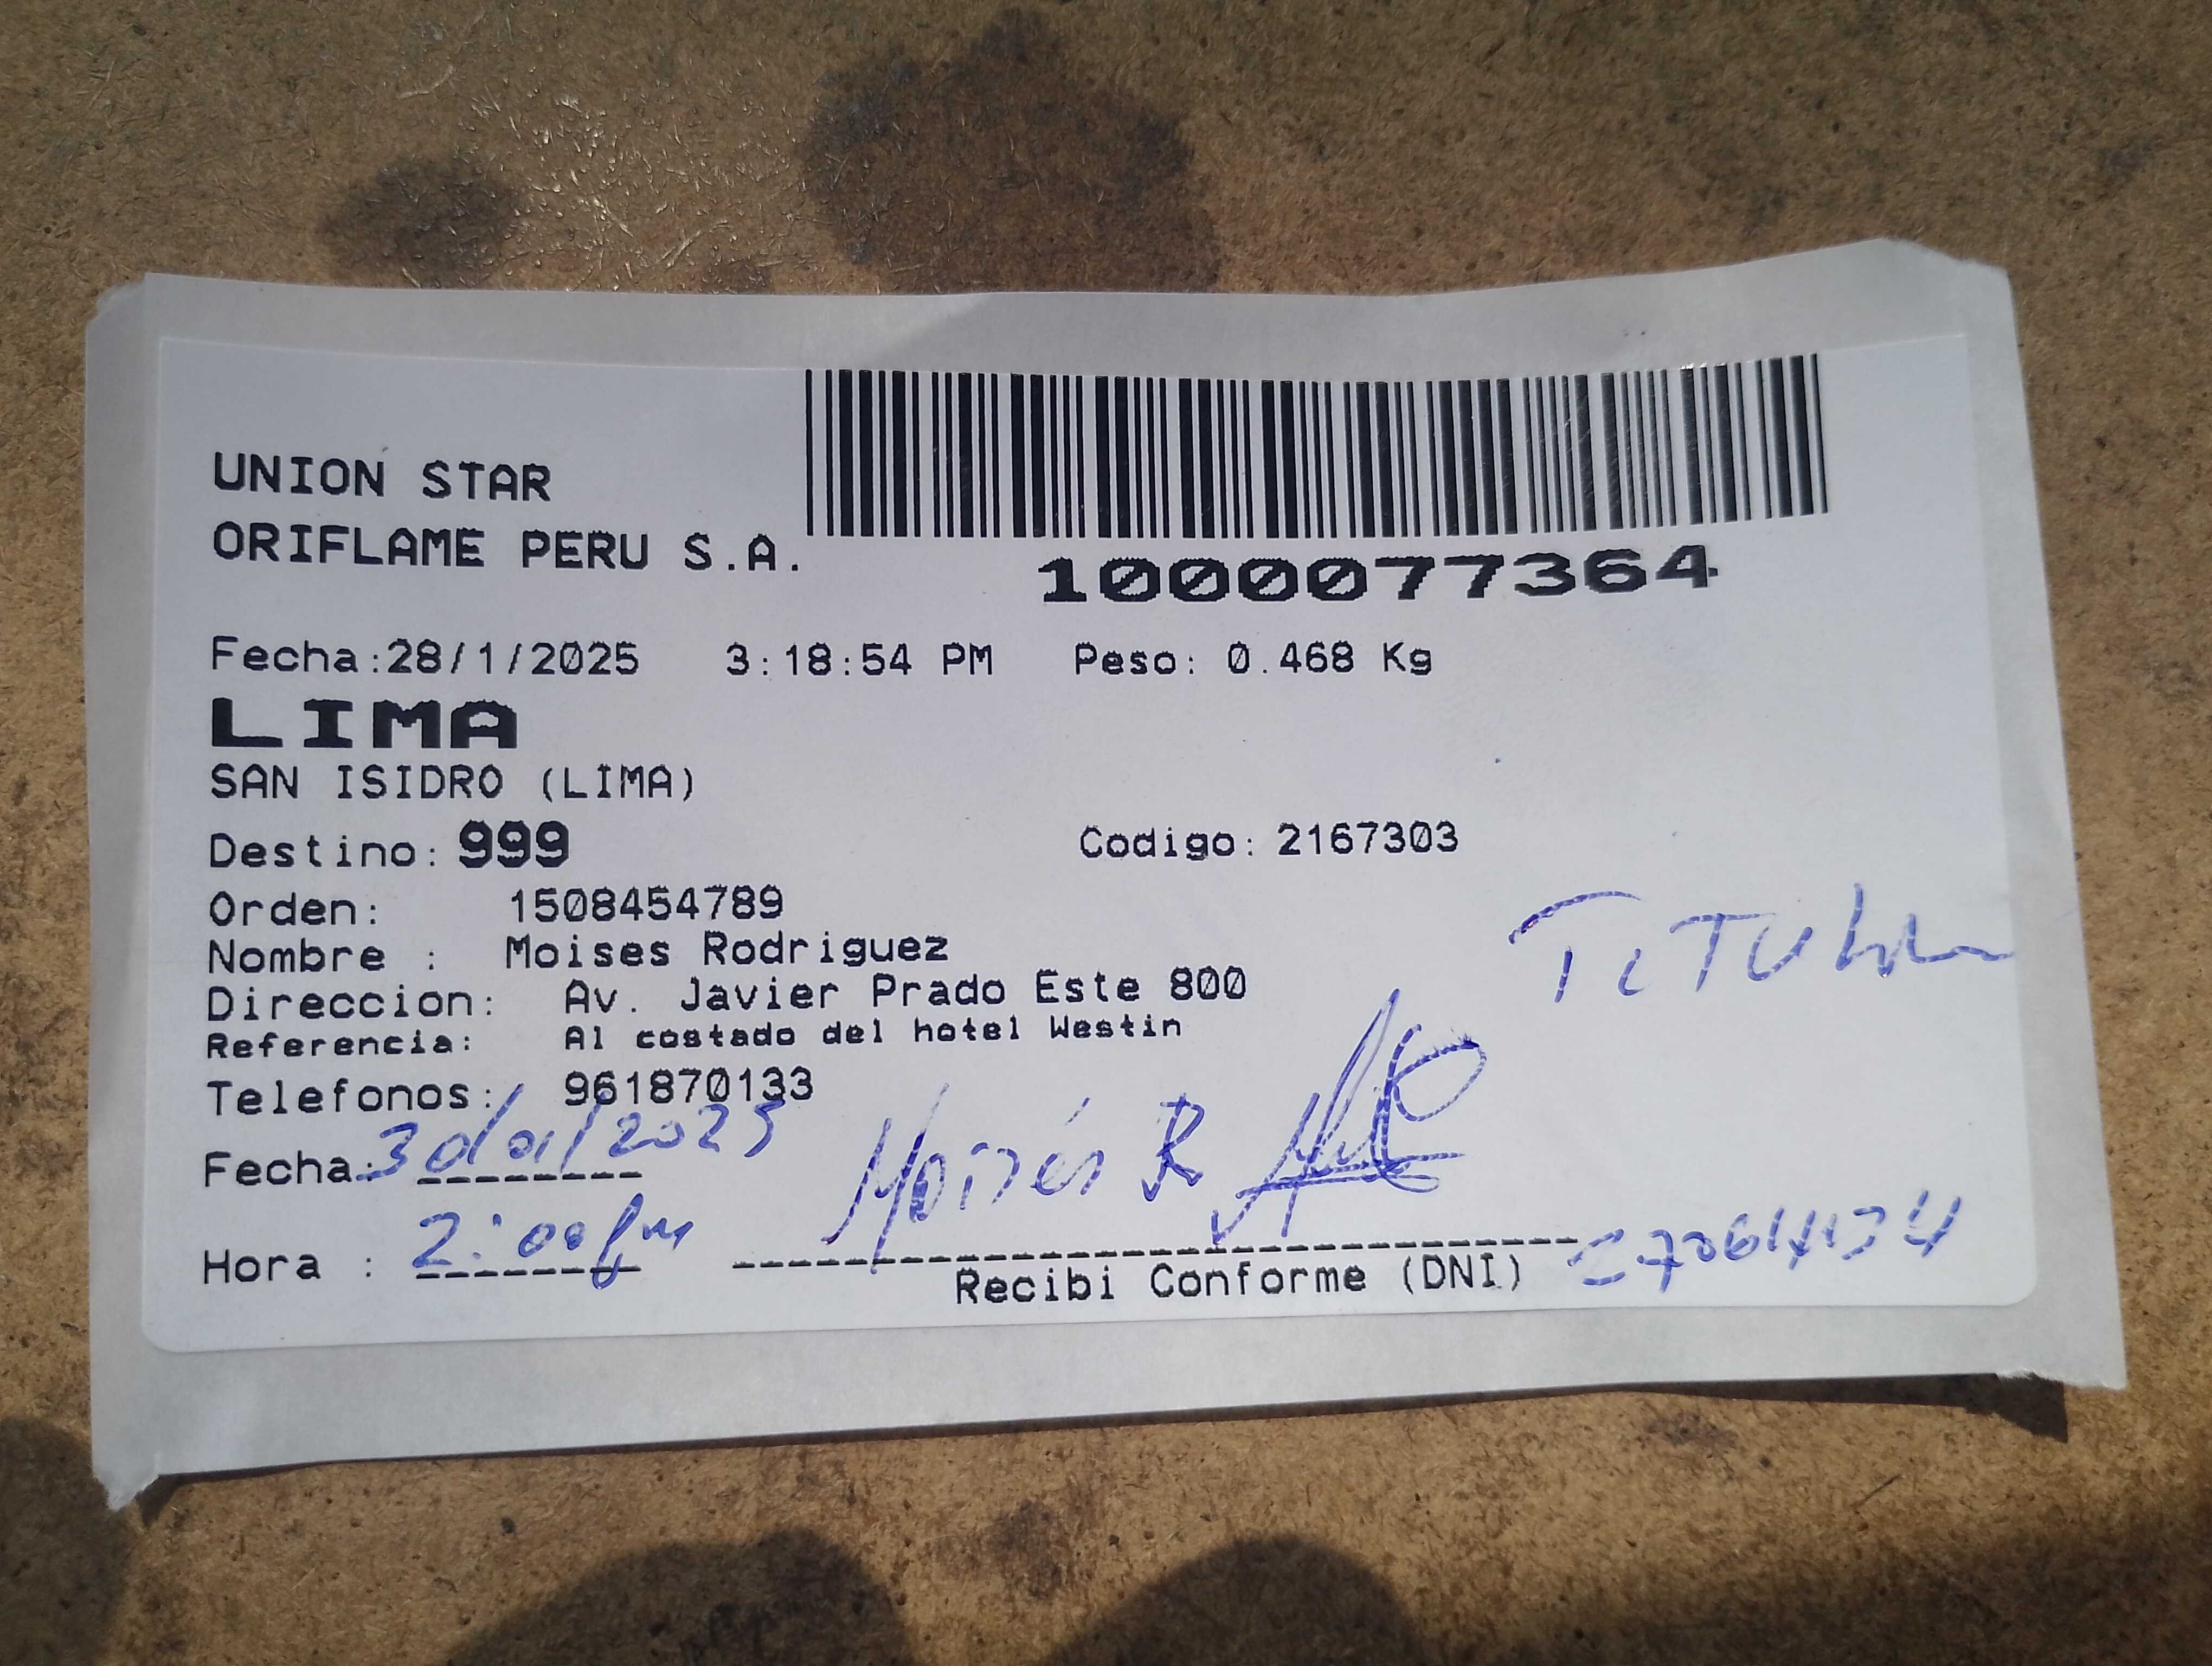 UNION STAR
ORIFLAME PERU S.A.
1000077364
Fecha:28/1/2025 3:18:54 PM Peso: 0.468 Kg
LIMA
SAN ISIDRO (LIMA)
Destino: 999 Codigo: 2167303
Orden: 1508454789
Nombre : Moises Rodriguez
TiTULAR
Direccion: Av. Javier Prado Este 800
Referencia: Al costado del hotel Westin
Telefonos: 961870133
Fecha: 30/01/2025 Moisés R
Hora : 2:00pm
Recibi Conforme (DNI)